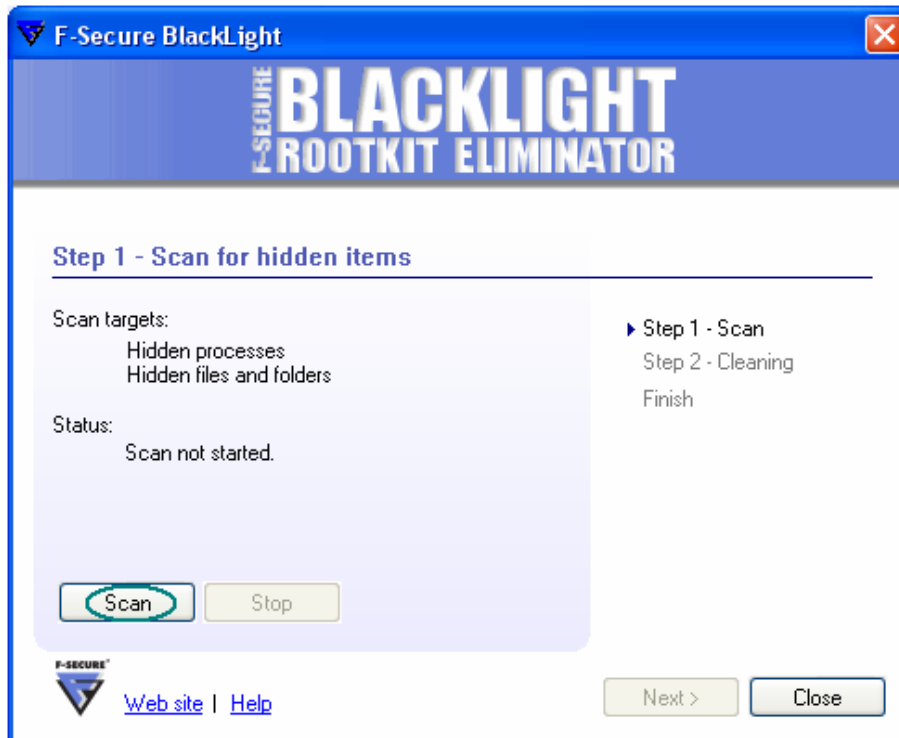 F-Secure BlackLight
F-SECURE
BLACKLIGHT
ROOTKIT ELIMINATOR
Step 1 - Scan for hidden items
Scan targets:
Hidden processes
Hidden files and folders
Status:
Scan not started.
Scan Stop
Step 1 - Scan
Step 2 - Cleaning
Finish
F-SECURE®
Web site | Help
Next > Close